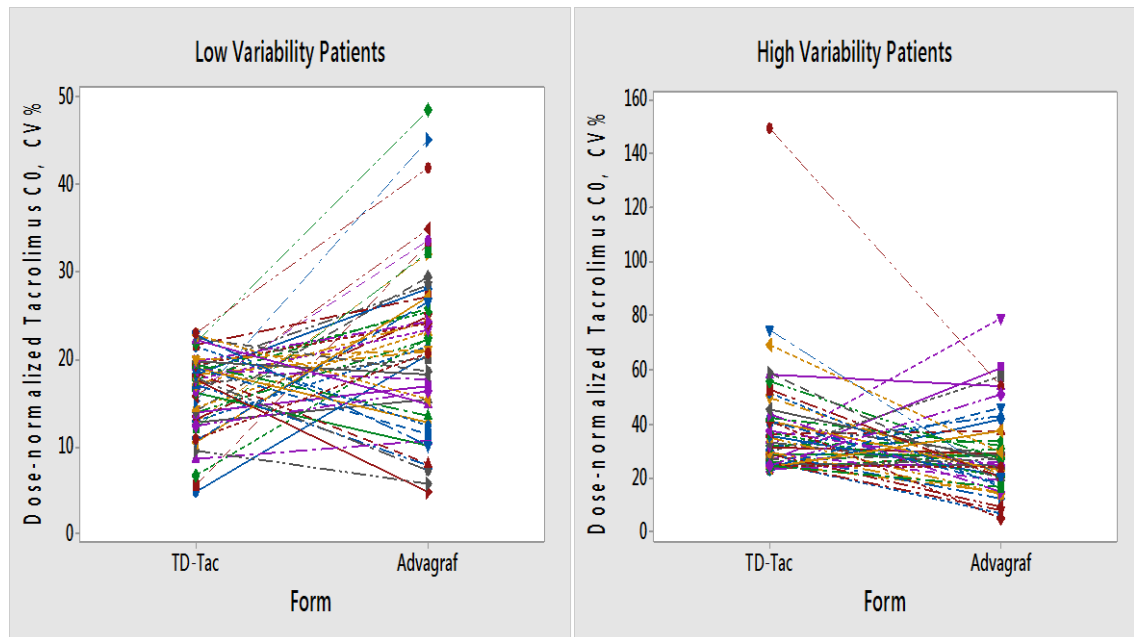 Low Variability Patients
Dose-normalized Tacrolimus C0, CV%
50
40
30
20
10
0
TD-Tac
Advagraf
Form
High Variability Patients
Dose-normalized Tacrolimus C0, CV%
160
140
120
100
80
60
40
20
0
TD-Tac
Advagraf
Form